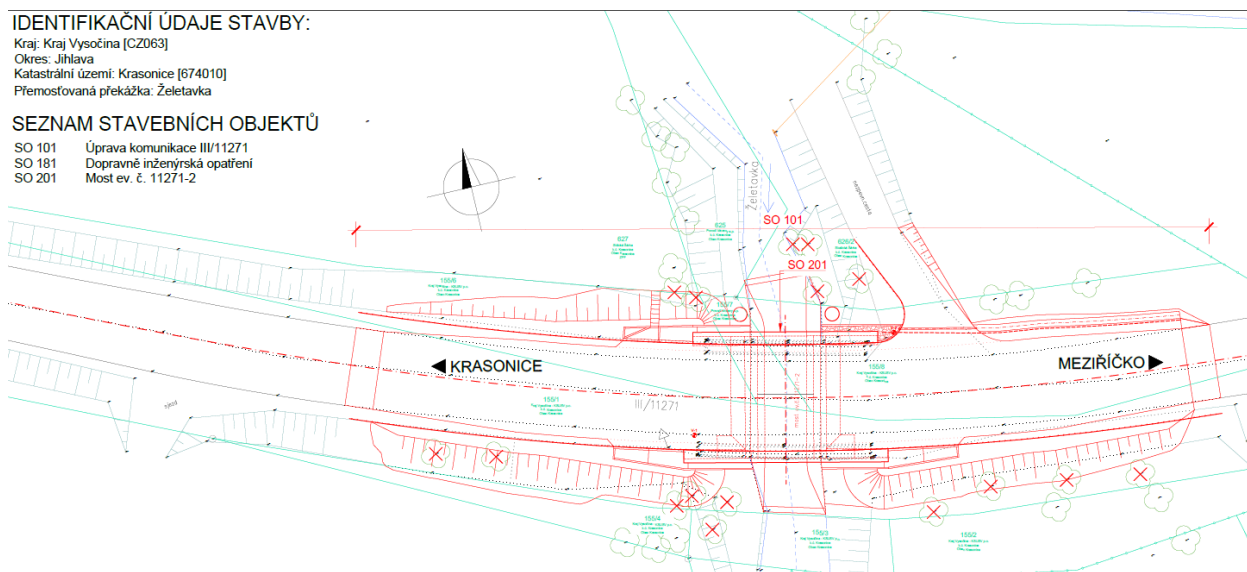 IDENTIFIKAČNÍ ÚDAJE STAVBY:
Kraj: Kraj Vysočina [CZ063]
Okres: Jihlava
Katastrální území: Krasonice [674010]
Přemosťovaná překážka: Želetavka
SEZNAM STAVEBNÍCH OBJEKTŮ
SO 101 Úprava komunikace III/11271
SO 181 Dopravně inženýrská opatření
SO 201 Most ev. č. 11271-2
Želetavka
SO 101
627
628
626/2
SO 201
155/6
155/7
KRASONICE
MEZIŘÍČKO
155/8
155/1
III/11271
sjezd
155/4
155/3
155/2